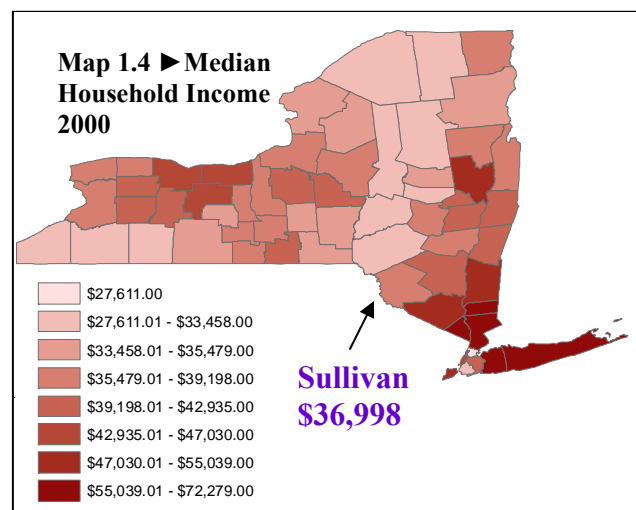 Map 1.4 ►Median
Household Income
2000
$27,611.00
$27,611.01 - $33,458.00
$33,458.01 - $35,479.00
$35,479.01 - $39,198.00
$39,198.01 - $42,935.00
$42,935.01 - $47,030.00
$47,030.01 - $55,039.00
$55,039.01 - $72,279.00
Sullivan
$36,998